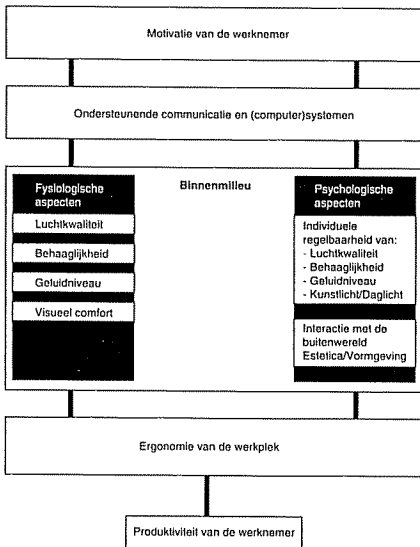 Motivatie van de werknemer
Ondersteunende communicatie en (computer)systemen
Binnenmilieu
Fysiologische
aspecten
Luchtkwaliteit
Behaaglijkheid
Geluidniveau
Visueel comfort
Psychologische
aspecten
Individuele
regelbaarheid van:
- Luchtkwaliteit
- Behaaglijkheid
- Geluidniveau
- Kunstlicht/Daglicht
Interactie met de
buitenwereld
Estetica/Vormgeving
Ergonomie van de werkplek
Produktiviteit van de werknemer